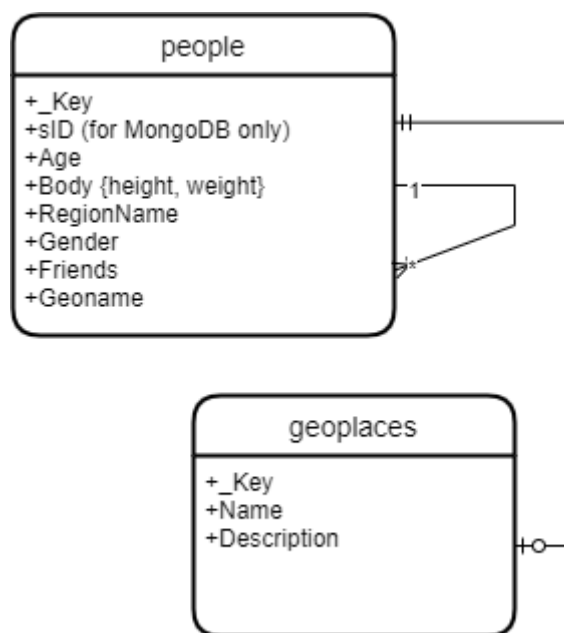 people
+_Key
+sID (for MongoDB only)
+Age
+Body {height, weight}
+RegionName
+Gender
+Friends
+Geoname
1
*
geoplaces
+_Key
+Name
+Description